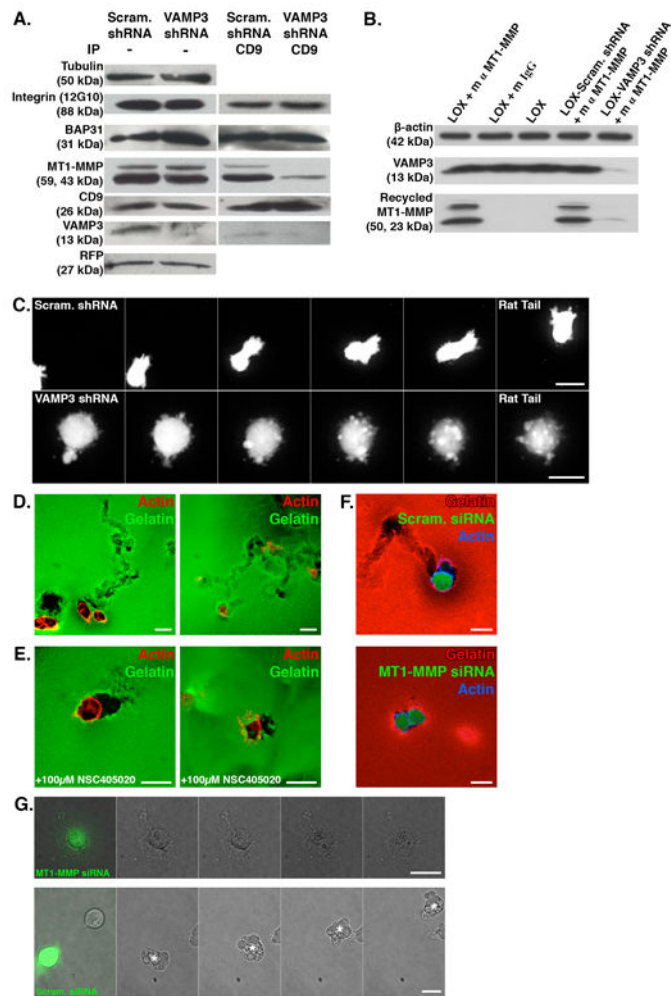 A.
Scram. VAMP3
shRNA shRNA
Scram. VAMP3
shRNA shRNA
IP - - CD9 CD9
Tubulin
(50 kDa)
Integrin (12G10)
(88 kDa)
BAP31
(31 kDa)
MT1-MMP
(59, 43 kDa)
CD9
(26 kDa)
VAMP3
(13 kDa)
RFP
(27 kDa)
B.
LOX + m α MT1-MMP
LOX + m IgG
LOX
LOX-Scram. shRNA
+ m α MT1-MMP
LOX-VAMP3 shRNA
+ m α MT1-MMP
β-actin
(42 kDa)
VAMP3
(13 kDa)
Recycled
MT1-MMP
(50, 23 kDa)
C.
Scram. shRNA
Rat Tail
VAMP3 shRNA
Rat Tail
D.
Actin
Gelatin
Actin
Gelatin
E.
Actin
Gelatin
+100µM NSC405020
Actin
Gelatin
+100µM NSC405020
F.
Gelatin
Scram. siRNA
Actin
Gelatin
MT1-MMP siRNA
Actin
G.
MT1-MMP siRNA
Scram. siRNA